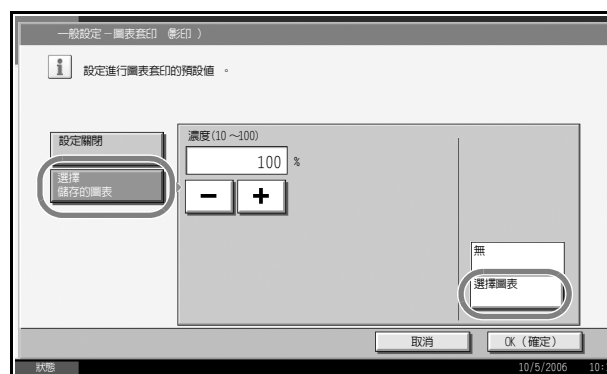 一般設定－圖表套印 （影印 ）
i 設定進行圖表套印的預設值 。
設定關閉
選擇
儲存的圖表
濃度(10～100)
100 %
－ ＋
無
選擇圖表
取消
OK（確定）
狀態
10/5/2006 10: